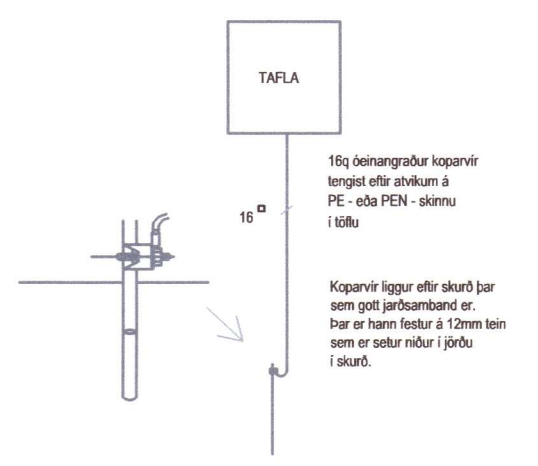 TAFLA
16q óeinangraður koparvír
tengist eftir atvikum á
PE - eða PEN - skinnu
í töflu
16
Koparvír liggur eftir skurð þar
sem gott jarðsamband er.
Þar er hann festur á 12mm tein
sem er setur niður í jörðu
í skurð.